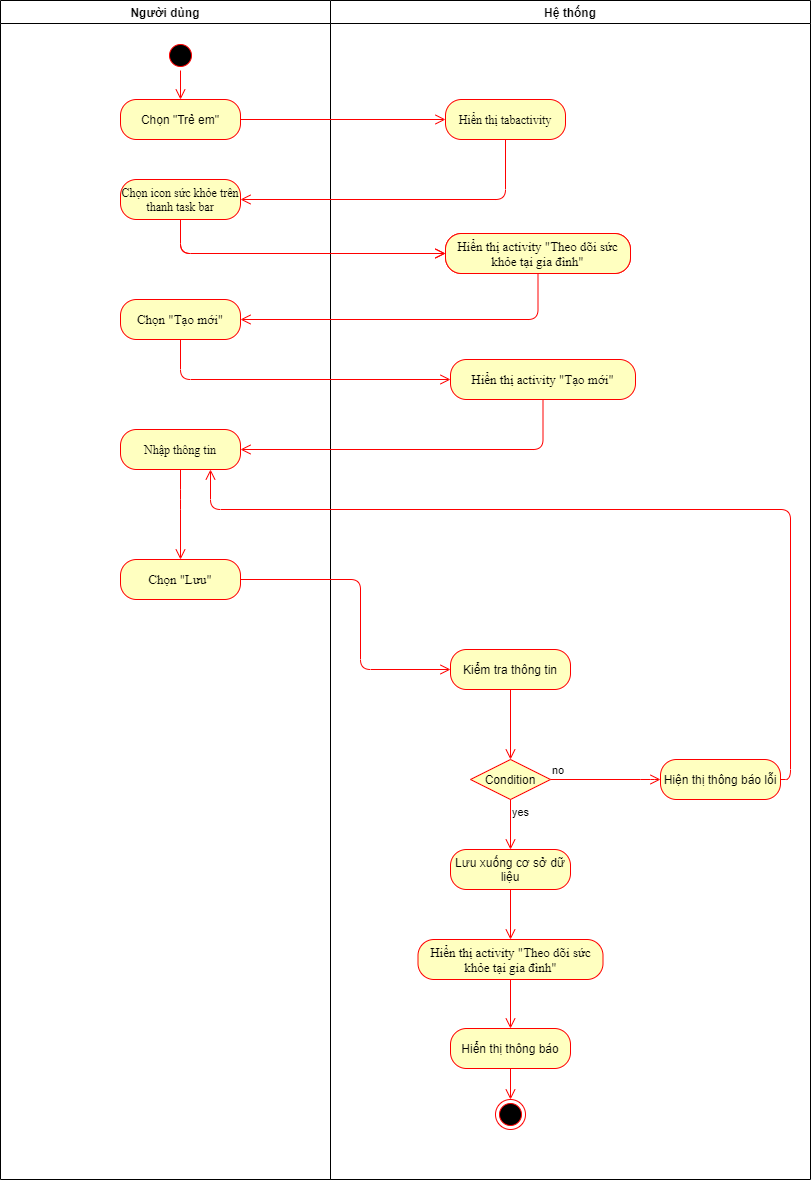 Người dùng
Hệ thống
Chọn "Trẻ em"
Hiển thị tabactivity
Chọn icon sức khỏe trên
thanh task bar
Hiển thị activity "Theo dõi sức
khỏe tại gia đình"
Chọn "Tạo mới"
Hiển thị activity "Tạo mới"
Nhập thông tin
Chọn "Lưu"
Kiểm tra thông tin
Condition
no
Hiện thị thông báo lỗi
yes
Lưu xuống cơ sở dữ
liệu
Hiển thị activity "Theo dõi sức
khỏe tại gia đình"
Hiển thị thông báo